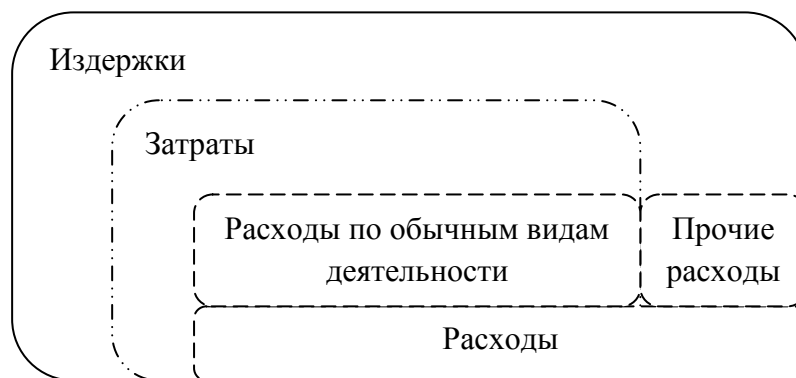 Издержки
Затраты
Расходы по обычным видам
деятельности
Прочие
расходы
Расходы